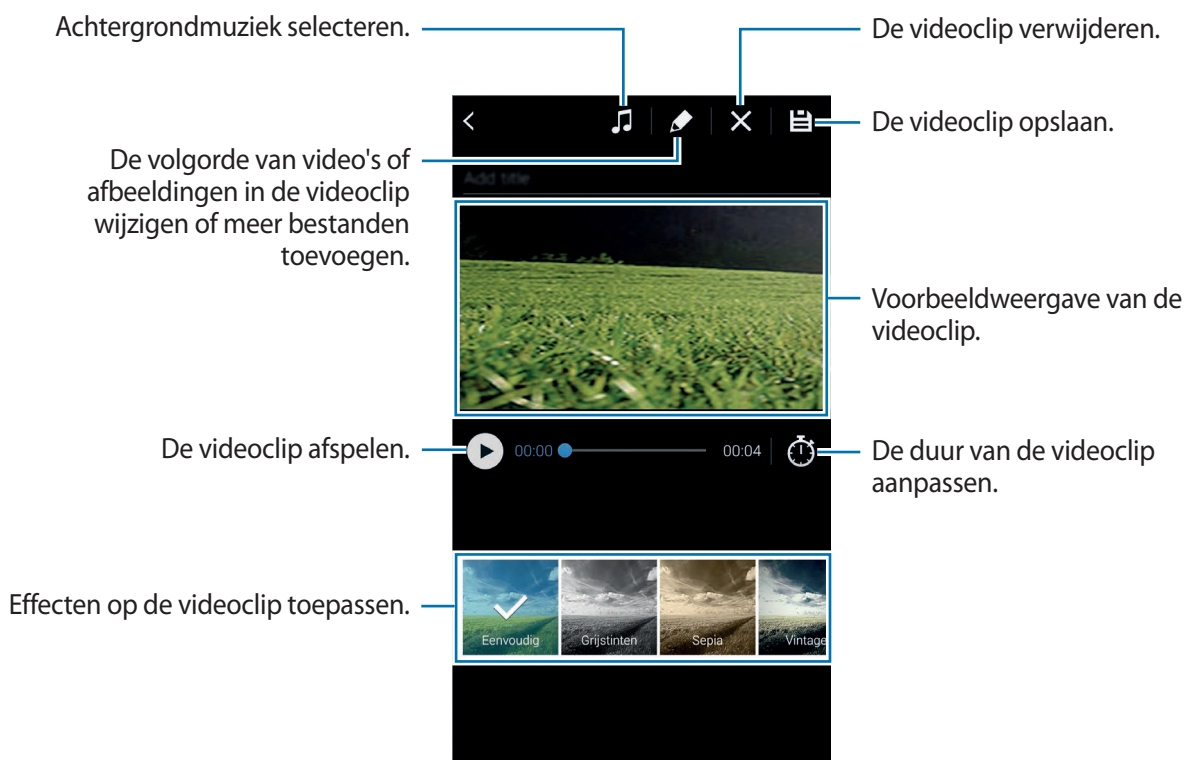 Achtergrondmuziek selecteren.
De videoclip verwijderen.
De videoclip opslaan.
De volgorde van video's of
afbeeldingen in de videoclip
wijzigen of meer bestanden
toevoegen.
Add title
Voorbeeldweergave van de
videoclip.
De videoclip afspelen.
00:00
00:04
De duur van de videoclip
aanpassen.
Effecten op de videoclip toepassen.
Eenvoudig
Grijstinten
Sepia
Vintage